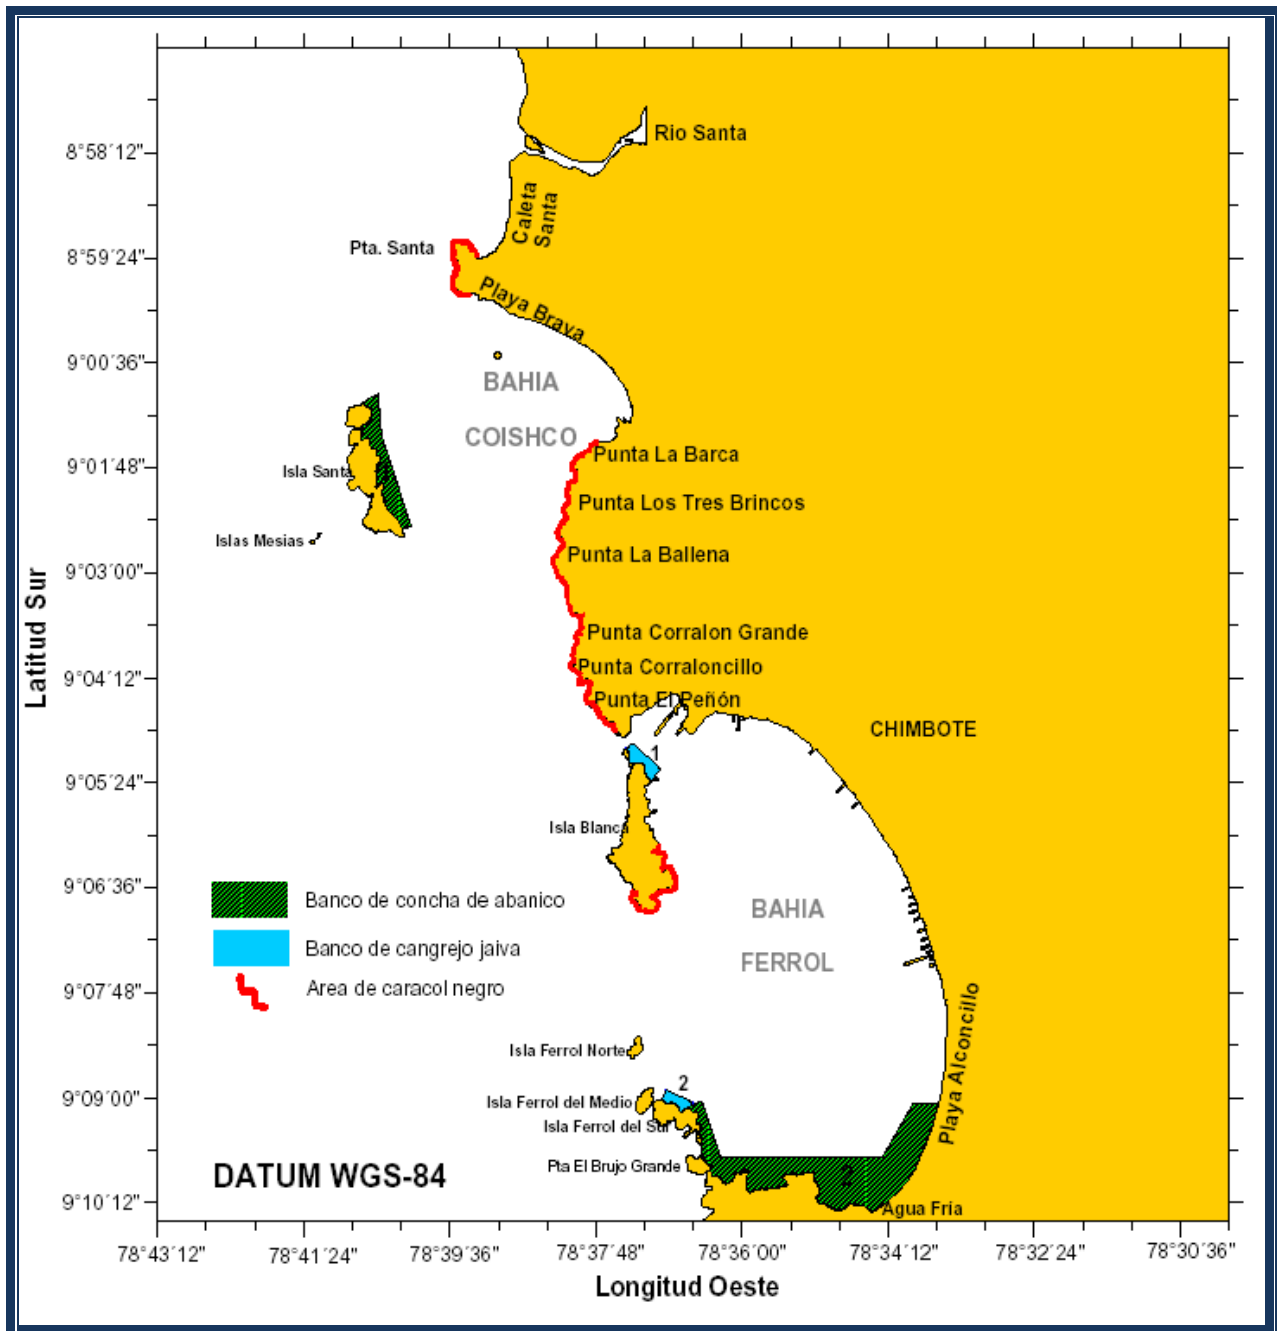 Rio Santa
8°58´12"
Caleta
Santa
Pta. Santa
8°59´24"
Playa Brava
9°00´36"
BAHIA
COISHCO
Punta La Barca
9°01´48"
Isla Santa
Punta Los Tres Brincos
Islas Mesias
Punta La Ballena
9°03´00"
Latitud Sur
Punta Corralon Grande
Punta Corraloncillo
9°04´12"
Punta El Peñón
CHIMBOTE
1
9°05´24"
Isla Blanca
9°06´36"
Banco de concha de abanico
BAHIA
FERROL
Banco de cangrejo jaiva
Area de caracol negro
9°07´48"
Playa Alconcillo
Isla Ferrol Norte
2
9°09´00"
Isla Ferrol del Medio
Isla Ferrol del Sur
Pta El Brujo Grande
2
DATUM WGS-84
9°10´12"
Agua Fria
78°43´12" 78°41´24" 78°39´36" 78°37´48" 78°36´00" 78°34´12" 78°32´24" 78°30´36"
Longitud Oeste